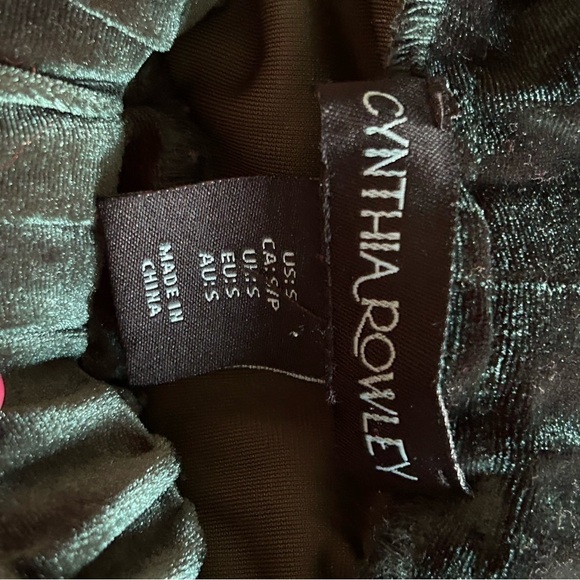 CYNTHIA ROWLEY
US:S
CA:S/P
UK:S
EU:S
AU:S
MADE IN
CHINA